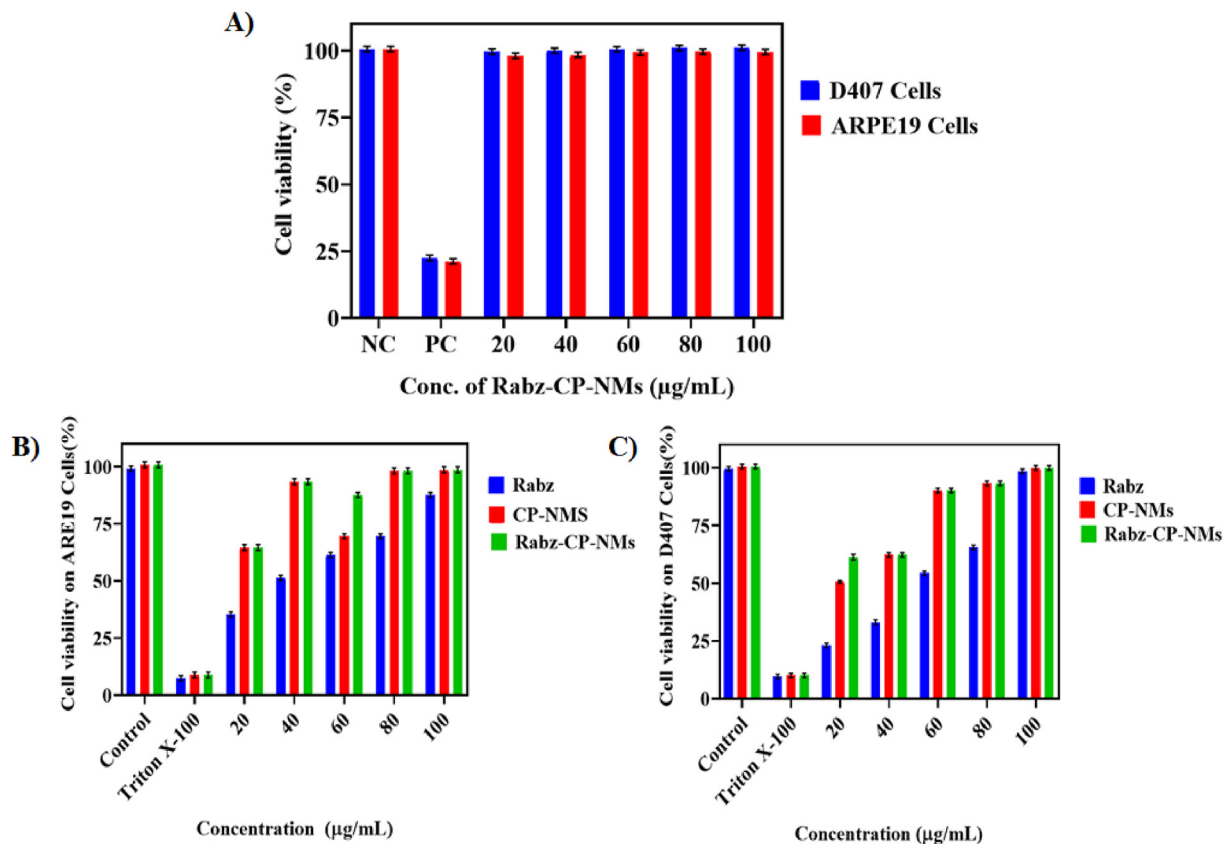 A)
Cell viability (%)
100
75
50
25
0
NC PC 20 40 60 80 100
Conc. of Rabz-CP-NMs (µg/mL)
D407 Cells
ARPE19 Cells
B)
Cell viability on ARE19 Cells(%)
100
75
50
25
0
Control Triton X-100 20 40 60 80 100
Concentration (µg/mL)
Rabz
CP-NMS
Rabz-CP-NMs
C)
Cell viability on D407 Cells(%)
100
75
50
25
0
Control Triton X-100 20 40 60 80 100
Concentration (µg/mL)
Rabz
CP-NMs
Rabz-CP-NMs